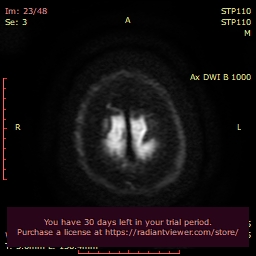 Im: 23/48
Se: 3
A
STP110
STP110
M
Ax DWI B 1000
R
L
You have 30 days left in your trial period.
Purchase a license at https://radiantviewer.com/store/